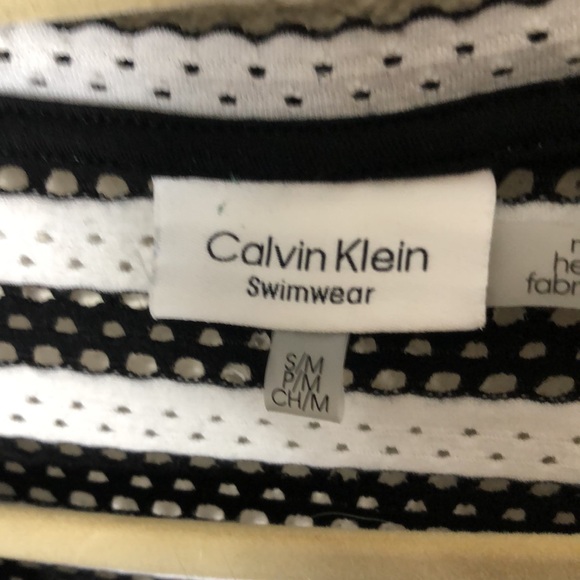 Calvin Klein
Swimwear
S/M
P/M
CH/M